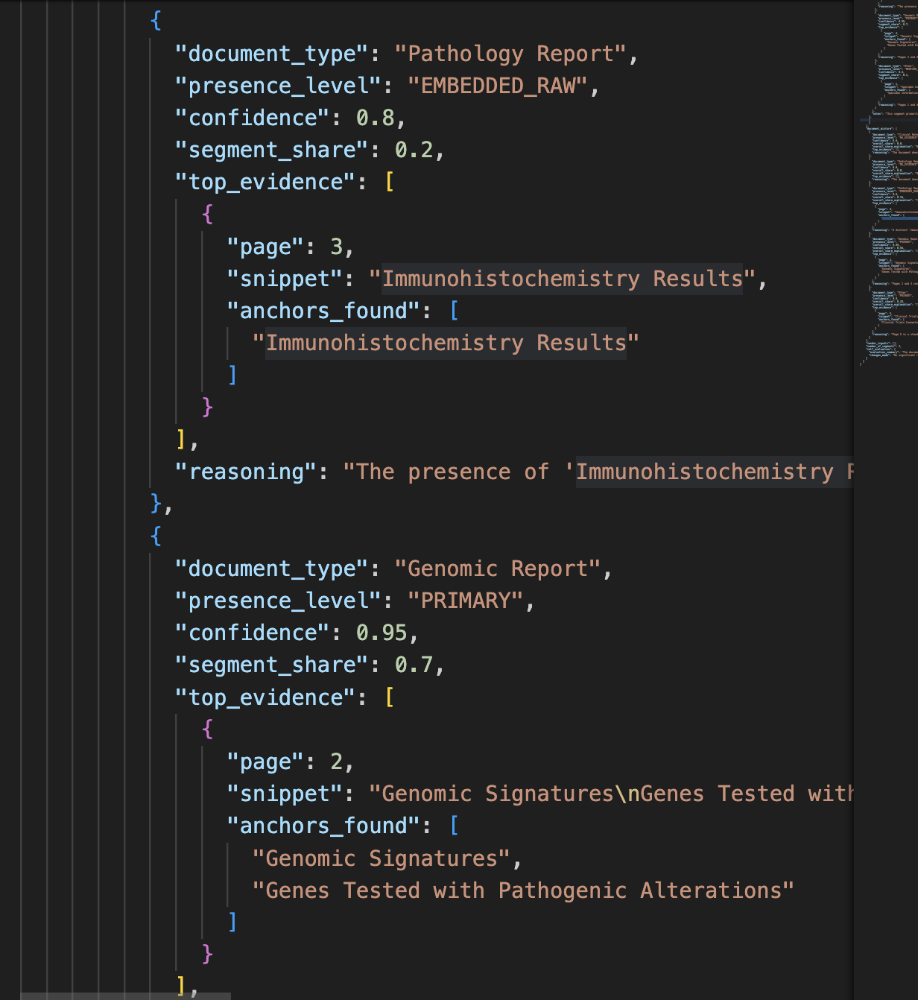 {
"document_type": "Pathology Report",
"presence_level": "EMBEDDED_RAW",
"confidence": 0.8,
"segment_share": 0.2,
"top_evidence": [
{
"page": 3,
"snippet": "Immunohistochemistry Results",
"anchors_found": [
"Immunohistochemistry Results"
]
}
],
"reasoning": "The presence of 'Immunohistochemistry
},
{
"document_type": "Genomic Report",
"presence_level": "PRIMARY",
"confidence": 0.95,
"segment_share": 0.7,
"top_evidence": [
{
"page": 2,
"snippet": "Genomic Signatures\nGenes Tested with
"anchors_found": [
"Genomic Signatures",
"Genes Tested with Pathogenic Alterations"
]
}
],